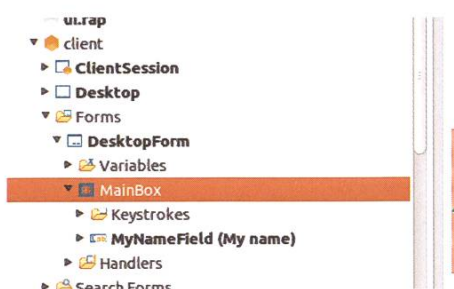 ui.rap
client
ClientSession
Desktop
Forms
DesktopForm
Variables
MainBox
Keystrokes
MyNameField (My name)
Handlers
Search Forms